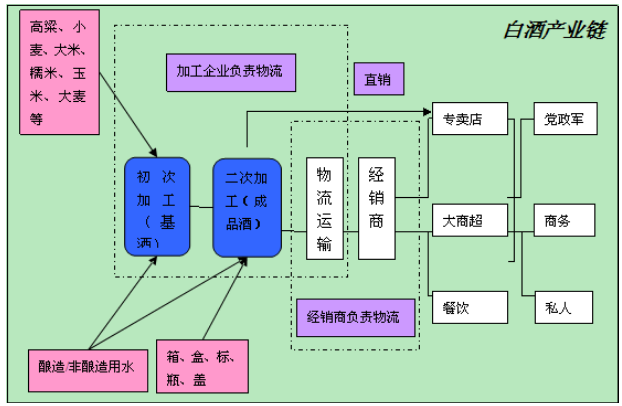 白酒产业链
高粱、小
麦、大米、
糯米、玉
米、大麦
等
加工企业负责物流
直销
初次
加工
（基
酒）
二次加
工（成
品酒）
物流运输
经销商
专卖店
党政军
大商超
商务
餐饮
私人
经销商负责物流
酿造/非酿造用水
箱、盒、标、
瓶、盖